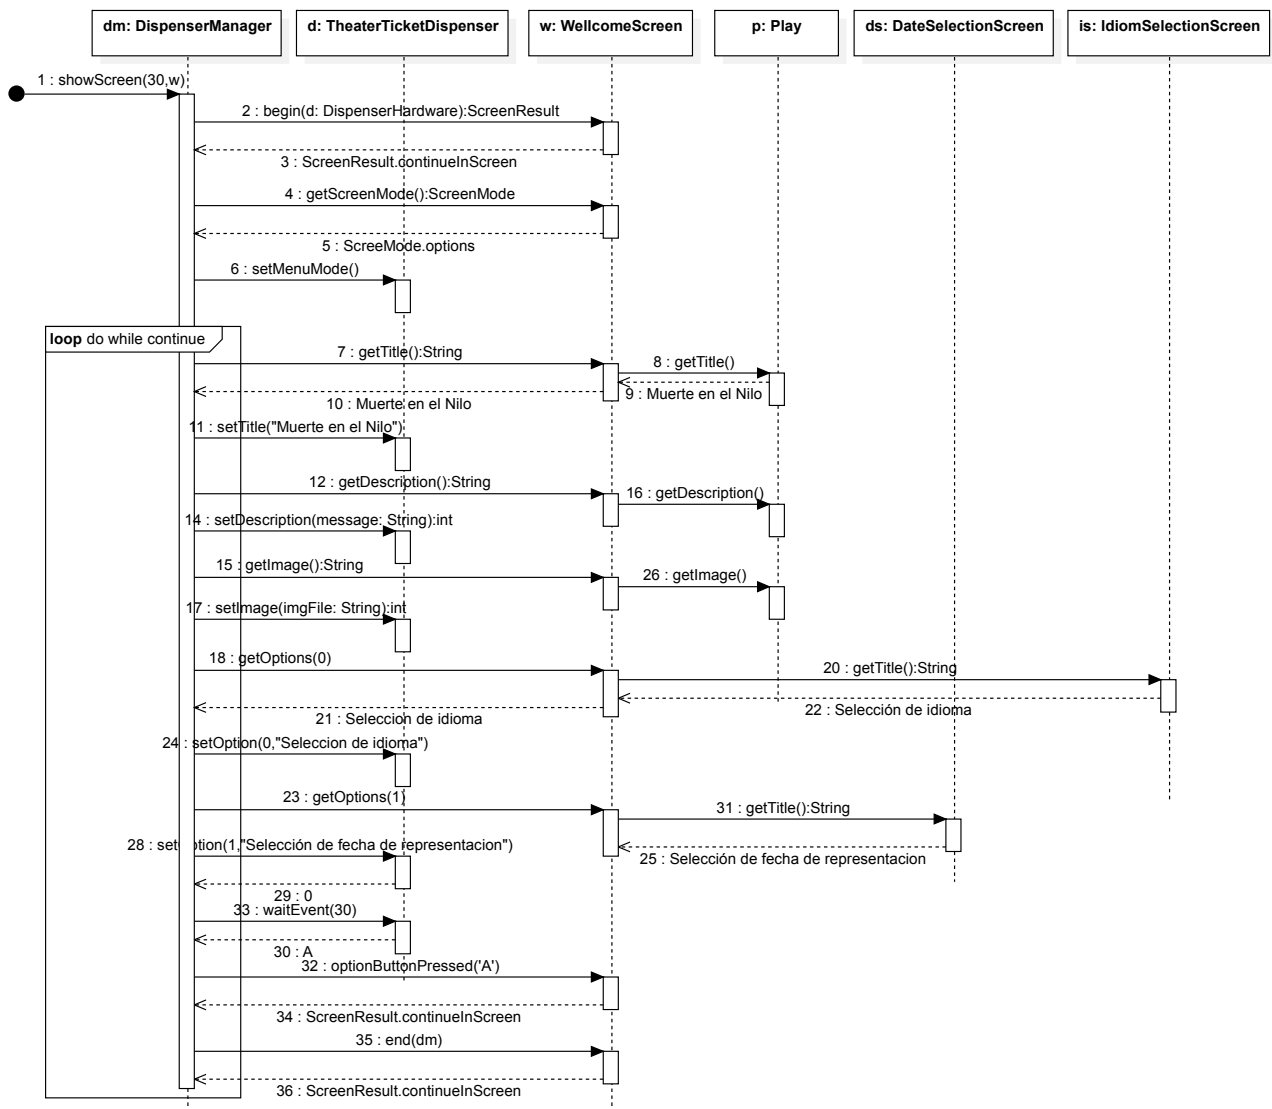 dm: DispenserManager
d: TheaterTicketDispenser
w: WellcomeScreen
p: Play
ds: DateSelectionScreen
is: IdiomSelectionScreen
1 : showScreen(30,w)
2 : begin(d: DispenserHardware):ScreenResult
3 : ScreenResult.continueInScreen
4 : getScreenMode():ScreenMode
5 : ScreeMode.options
6 : setMenuMode()
loop do while continue
7 : getTitle():String
8 : getTitle()
9 : Muerte en el Nilo
10 : Muerte en el Nilo
11 : setTitle("Muerte en el Nilo")
12 : getDescription():String
16 : getDescription()
14 : setDescription(message: String):int
15 : getImage():String
26 : getImage()
17 : setImage(imgFile: String):int
18 : getOptions(0)
20 : getTitle():String
22 : Selección de idioma
21 : Seleccion de idioma
24 : setOption(0,"Seleccion de idioma")
23 : getOptions(1)
31 : getTitle():String
28 : setOption(1,"Selección de fecha de representacion")
25 : Selección de fecha de representacion
29 : 0
33 : waitEvent(30)
30 : A
32 : optionButtonPressed('A')
34 : ScreenResult.continueInScreen
35 : end(dm)
36 : ScreenResult.continueInScreen